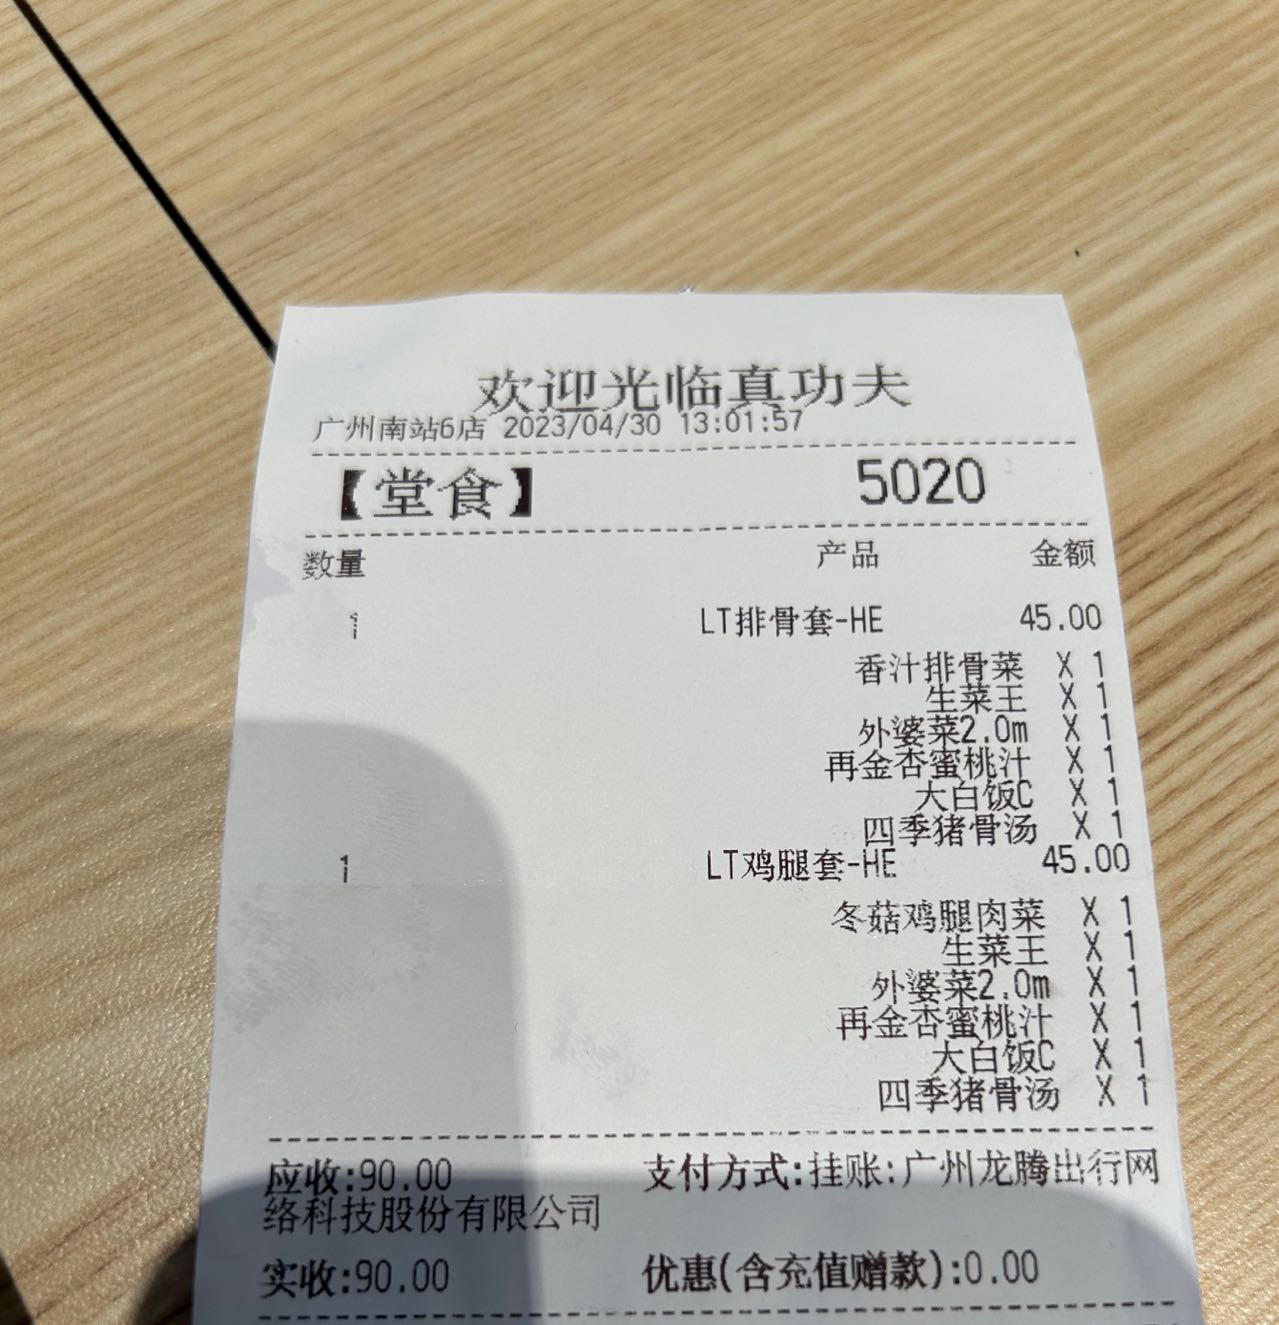 欢迎光临真功夫
广州南站6店 2023/04/30 13:01:57
【堂食】 5020
数量 产品 金额
1 LT排骨套-HE 45.00
香汁排骨菜 X 1
生菜王 X 1
外婆菜2.0m X 1
再金杏蜜桃汁 X 1
大白饭C X 1
四季猪骨汤 X 1
1 LT鸡腿套-HE 45.00
冬菇鸡腿肉菜 X 1
生菜王 X 1
外婆菜2.0m X 1
再金杏蜜桃汁 X 1
大白饭C X 1
四季猪骨汤 X 1
应收:90.00 支付方式:挂账:广州龙腾出行网
络科技股份有限公司
实收:90.00 优惠(含充值赠款):0.00